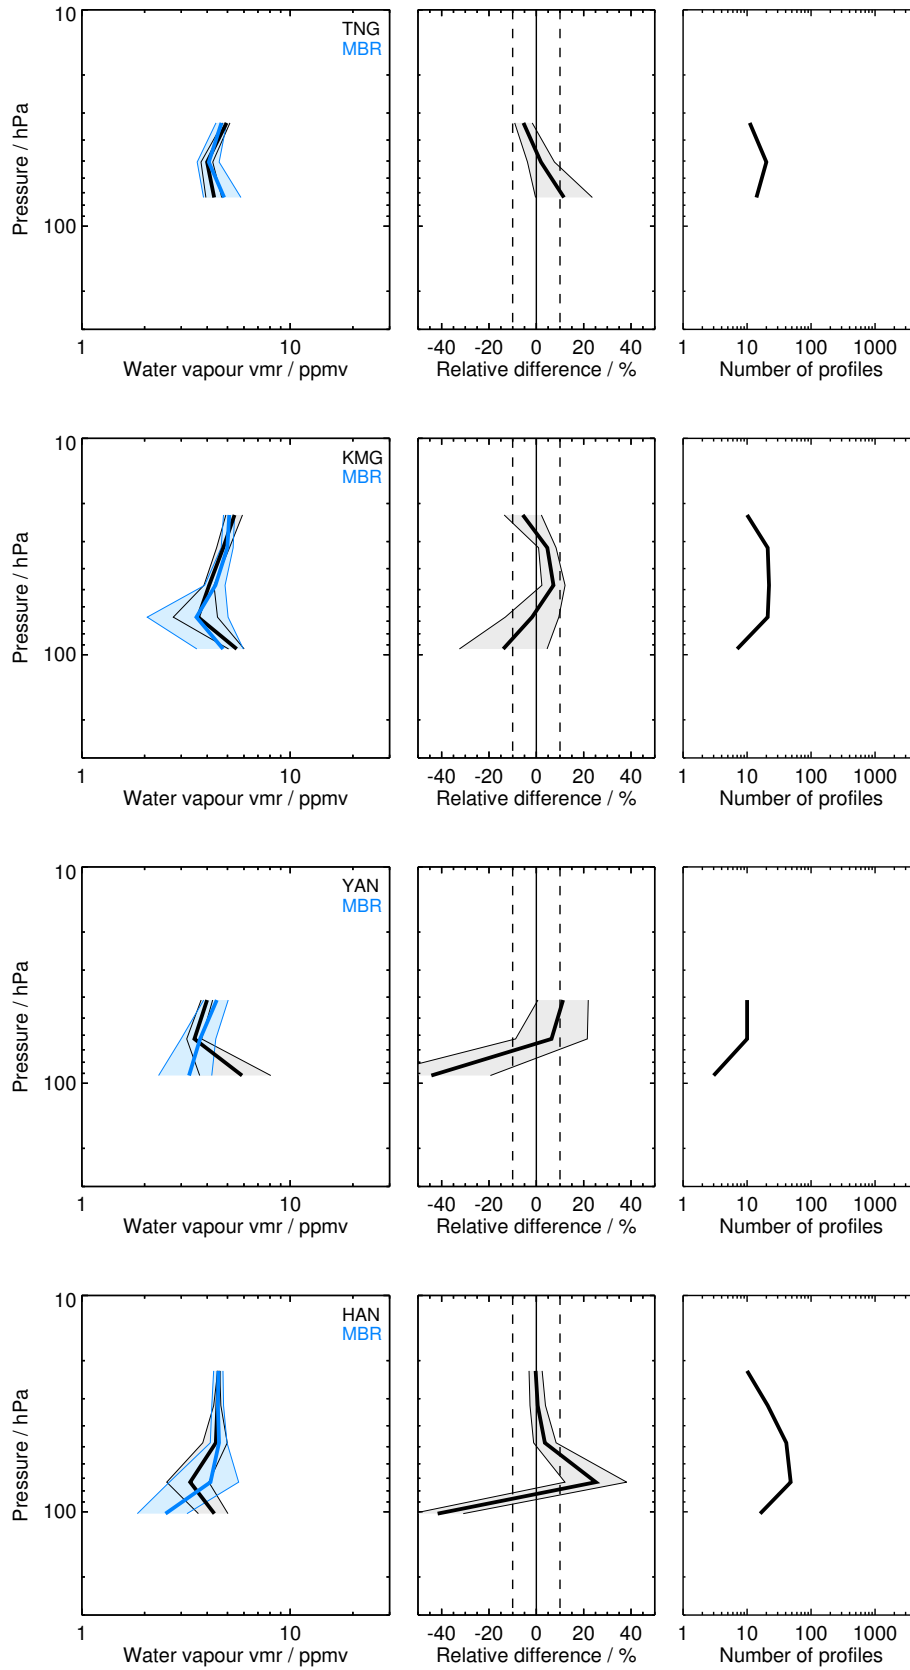 10
TNG
MBR
Pressure / hPa
100
1 10 -40 -20 0 20 40 1 10 100 1000
Water vapour vmr / ppmv Relative difference / % Number of profiles
10
KMG
MBR
Pressure / hPa
100
1 10 -40 -20 0 20 40 1 10 100 1000
Water vapour vmr / ppmv Relative difference / % Number of profiles
10
YAN
MBR
Pressure / hPa
100
1 10 -40 -20 0 20 40 1 10 100 1000
Water vapour vmr / ppmv Relative difference / % Number of profiles
10
HAN
MBR
Pressure / hPa
100
1 10 -40 -20 0 20 40 1 10 100 1000
Water vapour vmr / ppmv Relative difference / % Number of profiles